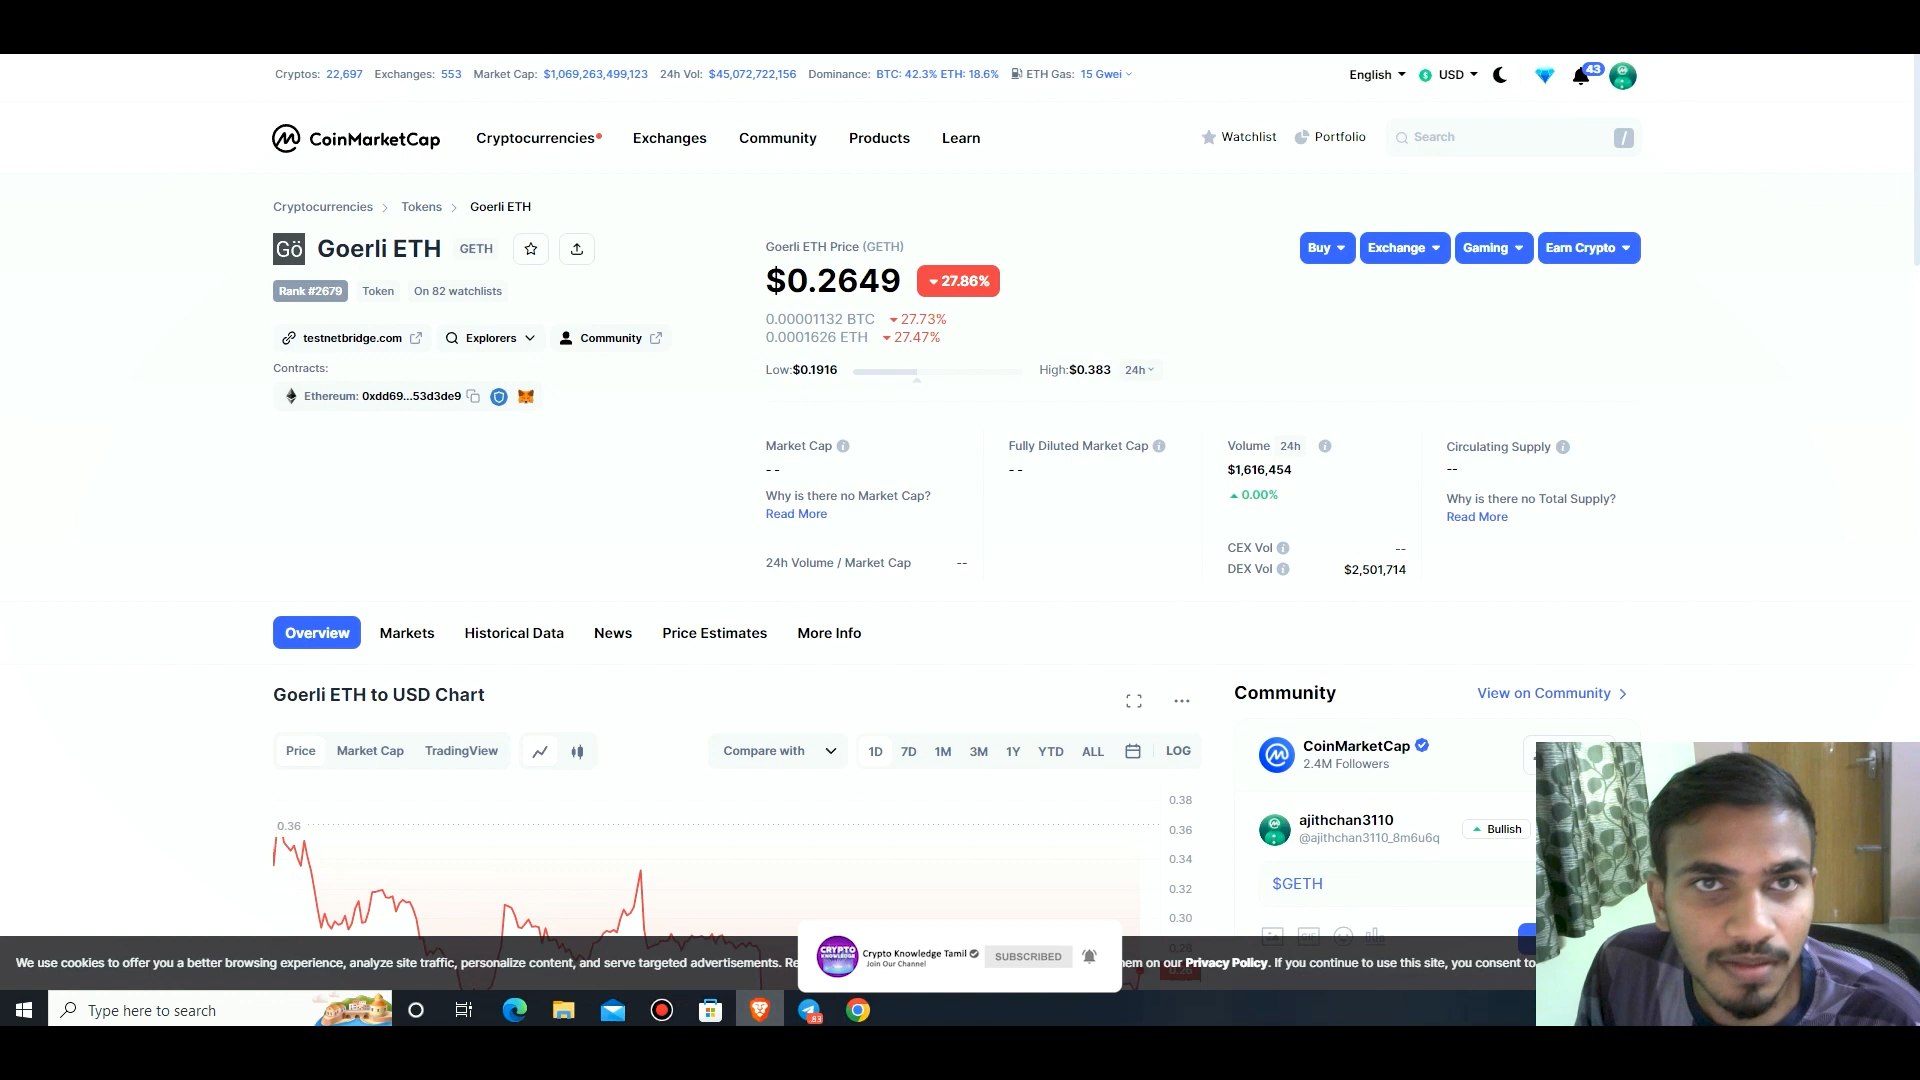 Cryptos: 22,697 Exchanges: 553 Market Cap: $1,069,263,499,123 24h Vol: $45,072,722,156 Dominance: BTC: 42.3% ETH: 18.6% ETH Gas: 15 Gwei
English USD 43
CoinMarketCap Cryptocurrencies Exchanges Community Products Learn
Watchlist Portfolio Search /
Cryptocurrencies > Tokens > Goerli ETH
Gö Goerli ETH GETH
Rank #2679 Token On 82 watchlists
testnetbridge.com Explorers Community
Contracts:
Ethereum: 0xdd69...53d3de9
Goerli ETH Price (GETH)
$0.2649 27.86%
0.00001132 BTC 27.73%
0.0001626 ETH 27.47%
Low:$0.1916 High:$0.383 24h
Buy Exchange Gaming Earn Crypto
Market Cap
- -
Why is there no Market Cap?
Read More
24h Volume / Market Cap --
Fully Diluted Market Cap
- -
Volume 24h
$1,616,454
0.00%
CEX Vol --
DEX Vol $2,501,714
Circulating Supply
--
Why is there no Total Supply?
Read More
Overview Markets Historical Data News Price Estimates More Info
Goerli ETH to USD Chart
Price Market Cap TradingView
Compare with 1D 7D 1M 3M 1Y YTD ALL LOG
0.36
0.38
0.36
0.34
0.32
0.30
0.28
Community View on Community >
CoinMarketCap
2.4M Followers
ajithchan3110
@ajithchan3110_8m6u6q
Bullish
$GETH
GIF
We use cookies to offer you a better browsing experience, analyze site traffic, personalize content, and serve targeted advertisements. Re
em on our Privacy Policy. If you continue to use this site, you consent to
CRYPTO KNOWLEDGE
Crypto Knowledge Tamil
Join Our Channel
SUBSCRIBED
Type here to search
83